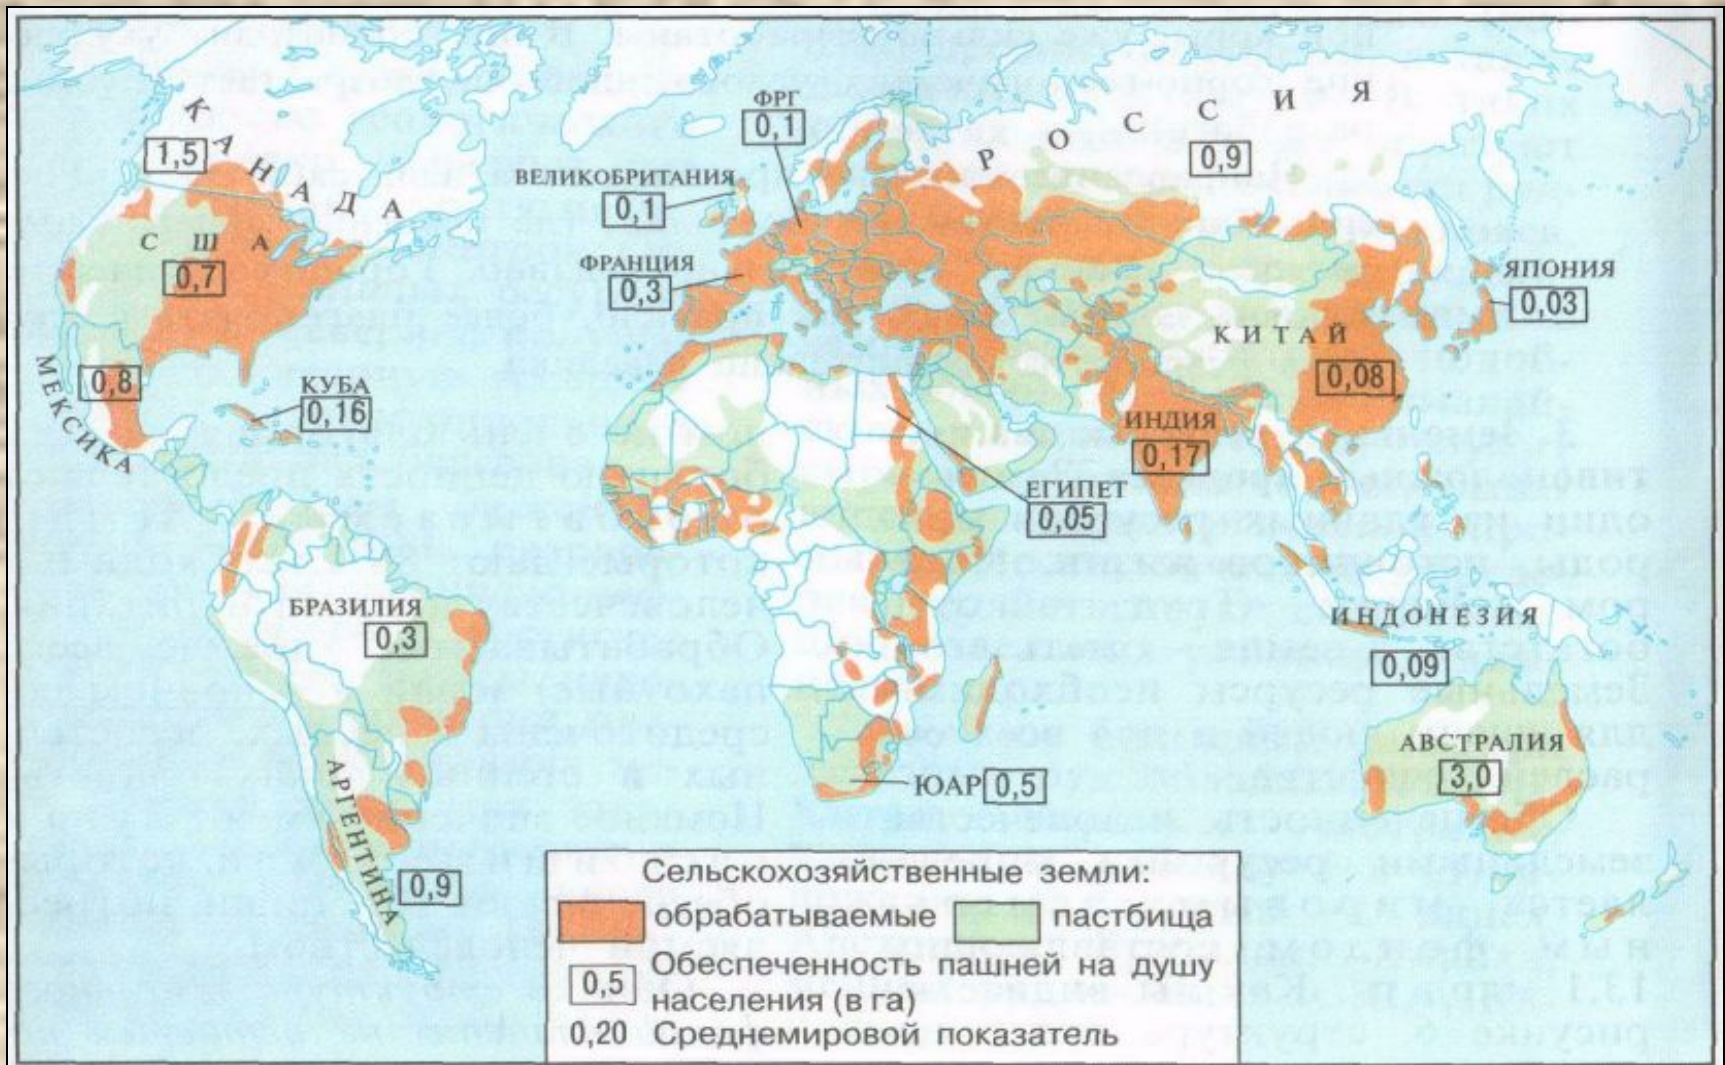 КАНАДА
1,5
США
0,7
МЕКСИКА
0,8
КУБА
0,16
БРАЗИЛИЯ
0,3
АРГЕНТИНА
0,9
ФРГ
0,1
ВЕЛИКОБРИТАНИЯ
0,1
ФРАНЦИЯ
0,3
РОССИЯ
0,9
ЯПОНИЯ
0,03
КИТАЙ
0,08
ИНДИЯ
0,17
ЕГИПЕТ
0,05
ИНДОНЕЗИЯ
0,09
АВСТРАЛИЯ
3,0
ЮАР 0,5
Сельскохозяйственные земли:
обрабатываемые пастбища
0,5 Обеспеченность пашней на душу
населения (в га)
0,20 Среднемировой показатель